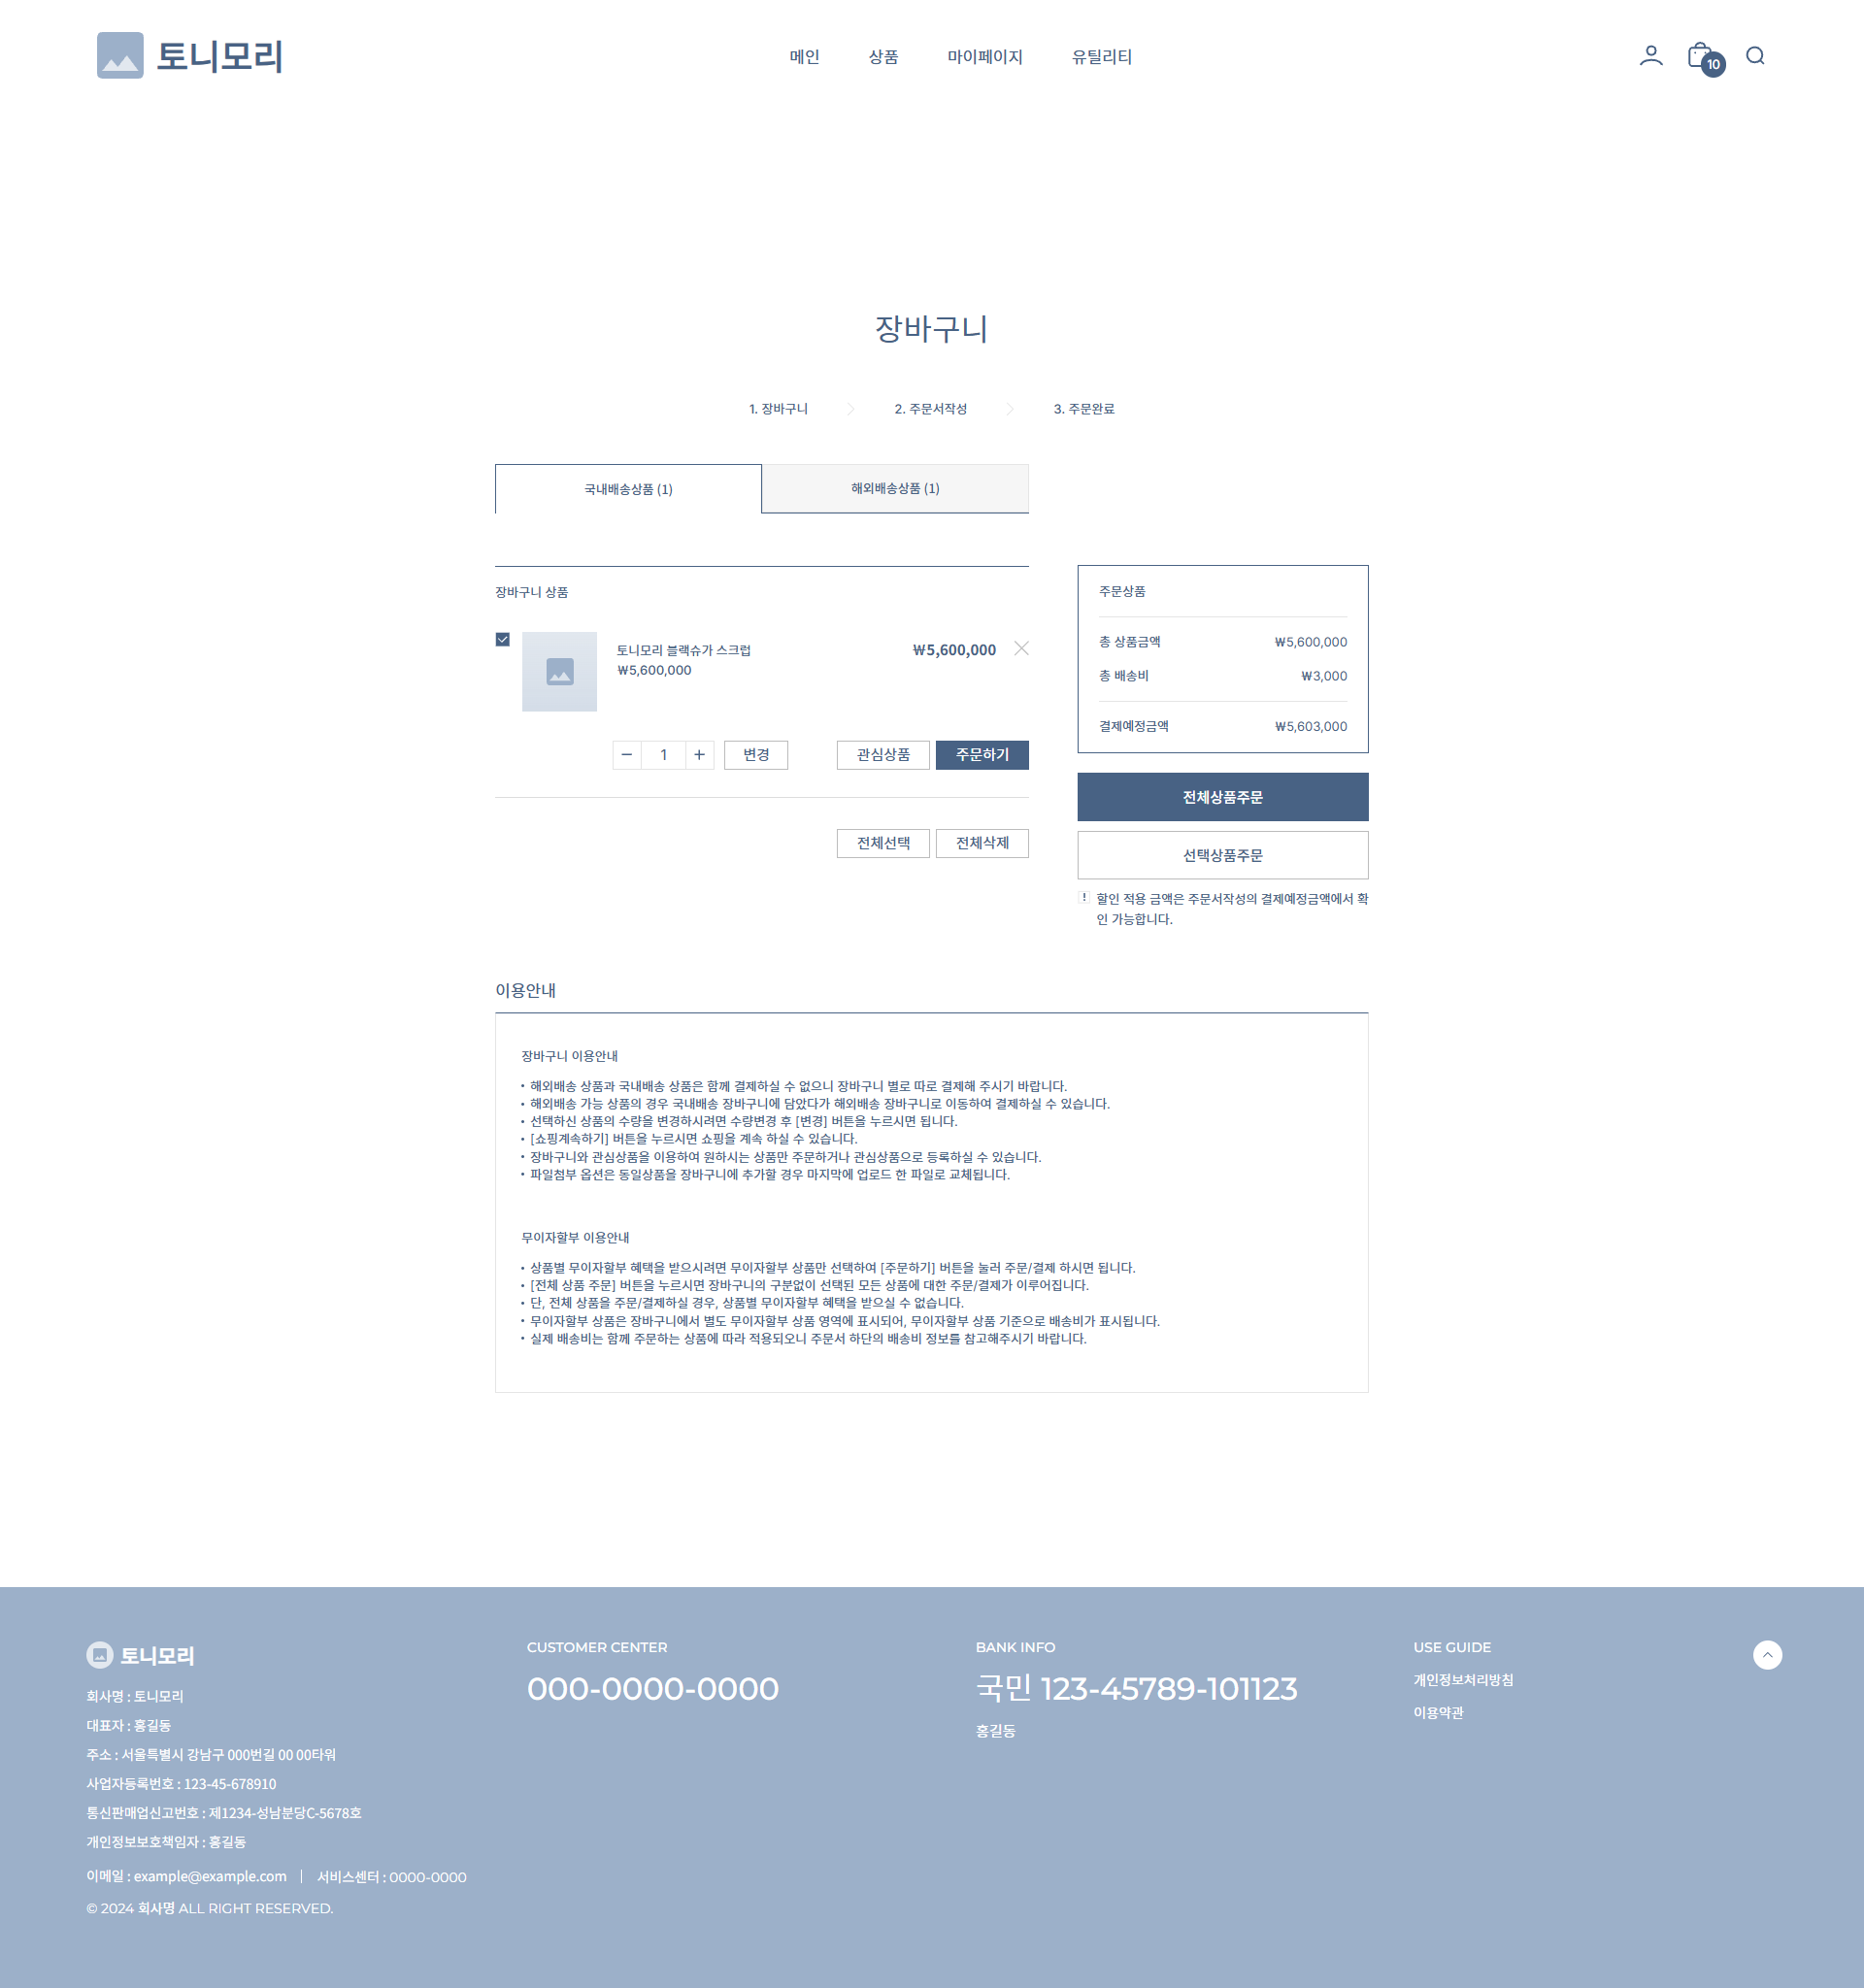 토니모리
메인 상품 마이페이지 유틸리티
10
장바구니
1. 장바구니 2. 주문서작성 3. 주문완료
국내배송상품 (1) 해외배송상품 (1)
장바구니 상품
토니모리 블랙슈가 스크럽
₩5,600,000
₩5,600,000
1 변경 관심상품 주문하기
전체선택 전체삭제
주문상품
총 상품금액 ₩5,600,000
총 배송비 ₩3,000
결제예정금액 ₩5,603,000
전체상품주문
선택상품주문
! 할인 적용 금액은 주문서작성의 결제예정금액에서 확
인 가능합니다.
이용안내
장바구니 이용안내
• 해외배송 상품과 국내배송 상품은 함께 결제하실 수 없으니 장바구니 별로 따로 결제해 주시기 바랍니다.
• 해외배송 가능 상품의 경우 국내배송 장바구니에 담았다가 해외배송 장바구니로 이동하여 결제하실 수 있습니다.
• 선택하신 상품의 수량을 변경하시려면 수량변경 후 [변경] 버튼을 누르시면 됩니다.
• [쇼핑계속하기] 버튼을 누르시면 쇼핑을 계속 하실 수 있습니다.
• 장바구니와 관심상품을 이용하여 원하시는 상품만 주문하거나 관심상품으로 등록하실 수 있습니다.
• 파일첨부 옵션은 동일상품을 장바구니에 추가할 경우 마지막에 업로드 한 파일로 교체됩니다.
무이자할부 이용안내
• 상품별 무이자할부 혜택을 받으시려면 무이자할부 상품만 선택하여 [주문하기] 버튼을 눌러 주문/결제 하시면 됩니다.
• [전체 상품 주문] 버튼을 누르시면 장바구니의 구분없이 선택된 모든 상품에 대한 주문/결제가 이루어집니다.
• 단, 전체 상품을 주문/결제하실 경우, 상품별 무이자할부 혜택을 받으실 수 없습니다.
• 무이자할부 상품은 장바구니에서 별도 무이자할부 상품 영역에 표시되어, 무이자할부 상품 기준으로 배송비가 표시됩니다.
• 실제 배송비는 함께 주문하는 상품에 따라 적용되오니 주문서 하단의 배송비 정보를 참고해주시기 바랍니다.
토니모리
회사명 : 토니모리
대표자 : 홍길동
주소 : 서울특별시 강남구 000번길 00 00타워
사업자등록번호 : 123-45-678910
통신판매업신고번호 : 제1234-성남분당C-5678호
개인정보보호책임자 : 홍길동
이메일 : example@example.com | 서비스센터 : 0000-0000
© 2024 회사명 ALL RIGHT RESERVED.
CUSTOMER CENTER
000-0000-0000
BANK INFO
국민 123-45789-101123
홍길동
USE GUIDE
개인정보처리방침
이용약관